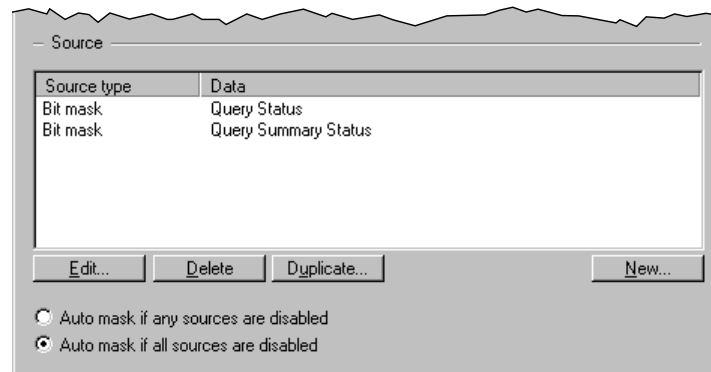 Source
Source type Data
Bit mask Query Status
Bit mask Query Summary Status
Edit... Delete Duplicate... New...
Auto mask if any sources are disabled
Auto mask if all sources are disabled